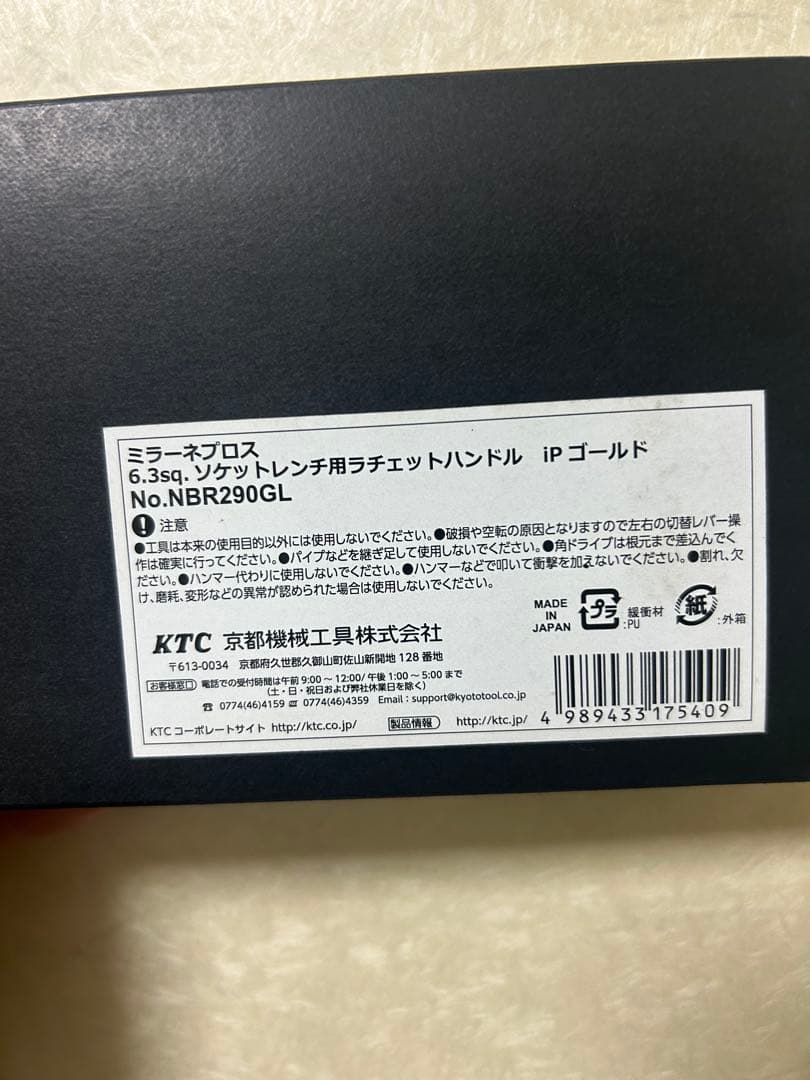 ミラーネプロス
6.3sq. ソケットレンチ用ラチェットハンドル　iP ゴールド
No.NBR290GL
! 注意
●工具は本来の使用目的以外には使用しないでください。●破損や空転の原因となりますので左右の切替レバー操
作は確実に行ってください。●パイプなどを継ぎ足して使用しないでください。●角ドライブは根元まで差込んでく
ださい。●ハンマー代わりに使用しないでください。●ハンマーなどで叩いて衝撃を加えないでください。●割れ、欠
け、磨耗、変形などの異常が認められた場合は使用しないでください。
MADE
IN
JAPAN
プラ
緩衝材
:PU
紙
:外箱
KTC 京都機械工具株式会社
〒613-0034　京都府久世郡久御山町佐山新開地 128 番地
お客様窓口 電話での受付時間は午前 9:00～12:00/ 午後 1:00～5:00 まで
（土・日・祝日および弊社休業日を除く）
☎ 0774(46)4159 📠 0774(46)4359　Email：support@kyototool.co.jp
KTC コーポレートサイト http://ktc.co.jp/　製品情報　http://ktc.jp/
4 989433 175409